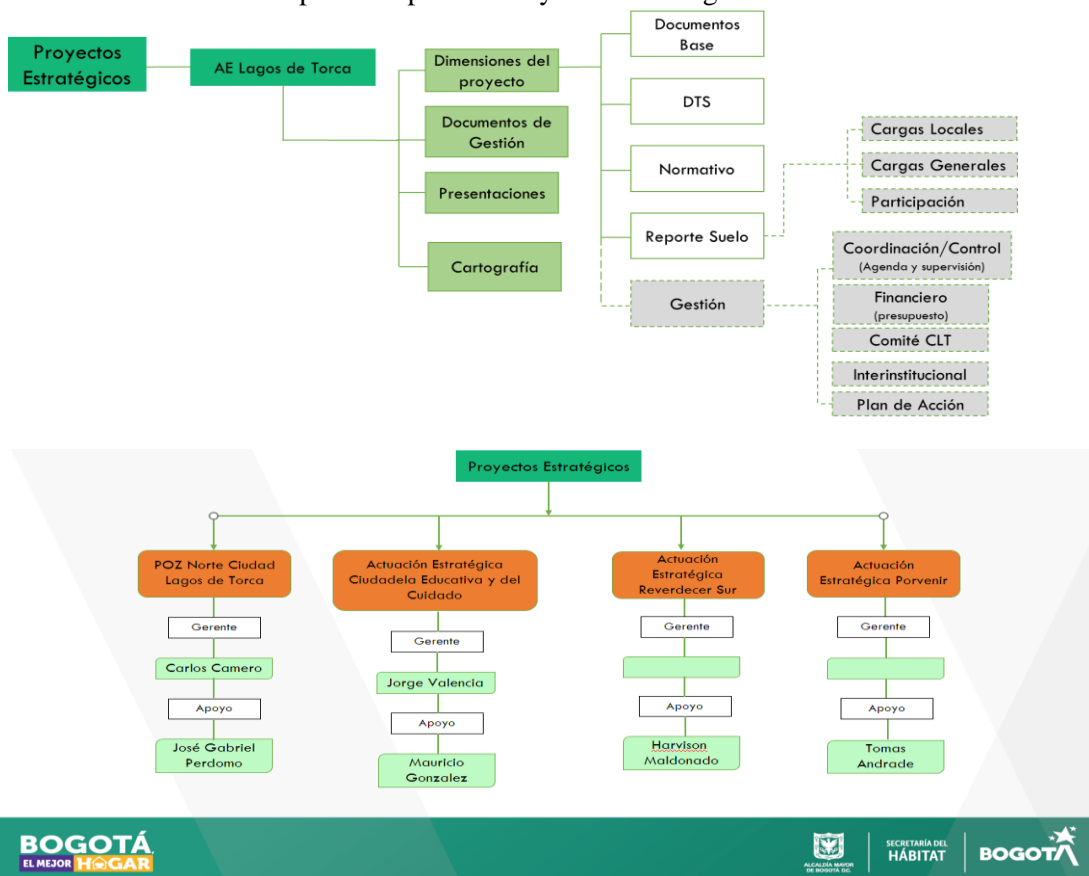 Proyectos
Estratégicos
AE Lagos de Torca
Dimensiones del
proyecto
Documentos de
Gestión
Presentaciones
Cartografía
Documentos
Base
DTS
Normativo
Reporte Suelo
Gestión
Cargas Locales
Cargas Generales
Participación
Coordinación/Control
(Agenda y supervisión)
Financiero
(presupuesto)
Comité CLT
Interinstitucional
Plan de Acción
Proyectos Estratégicos
POZ Norte Ciudad
Lagos de Torca
Gerente
Carlos Camero
Apoyo
José Gabriel
Perdomo
Actuación Estratégica
Ciudadela Educativa y del
Cuidado
Gerente
Jorge Valencia
Apoyo
Mauricio
Gonzalez
Actuación
Estratégica
Reverdecer Sur
Gerente
Apoyo
Harvison
Maldonado
Actuación
Estratégica Porvenir
Gerente
Apoyo
Tomas
Andrade
BOGOTÁ
EL MEJOR HOGAR
ALCALDÍA MAYOR
DE BOGOTÁ D.C.
SECRETARÍA DEL
HÁBITAT
BOGOTÁ